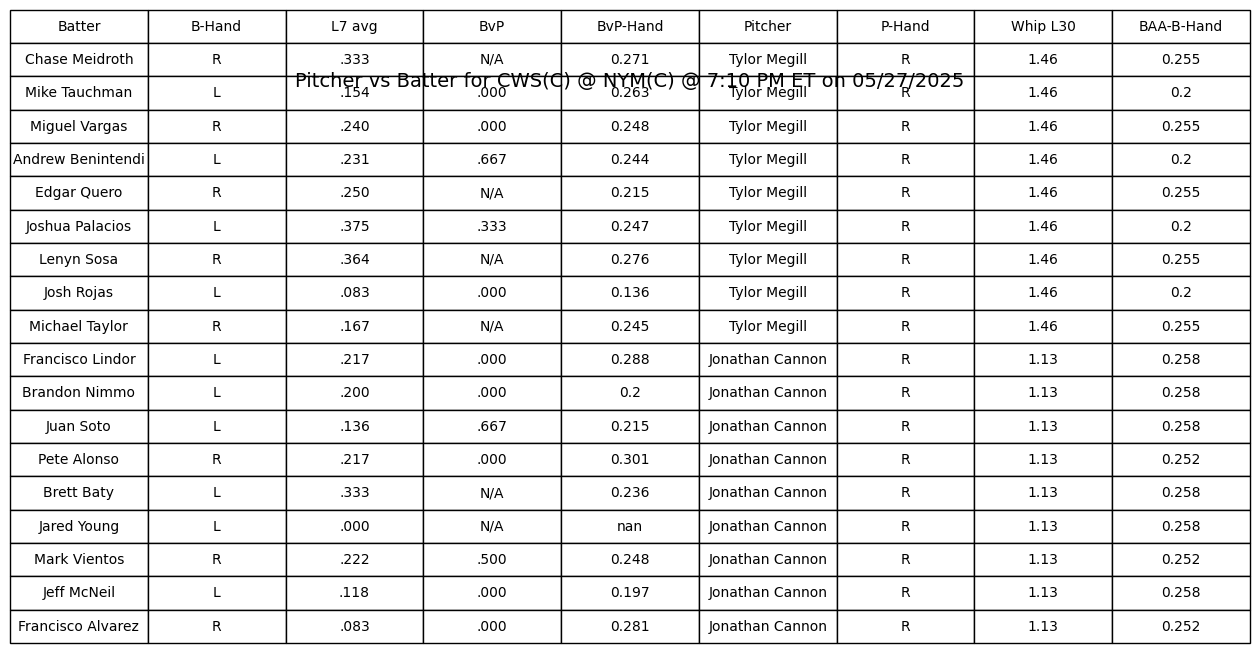 Batter B-Hand L7 avg BvP BvP-Hand Pitcher P-Hand Whip L30 BAA-B-Hand
Chase Meidroth R .333 N/A 0.271 Tylor Megill R 1.46 0.255
Pitcher vs Batter for CWS(C) @ NYM(C) @ 7:10 PM ET on 05/27/2025
Mike Tauchman L .154 .000 0.263 Tylor Megill R 1.46 0.2
Miguel Vargas R .240 .000 0.248 Tylor Megill R 1.46 0.255
Andrew Benintendi L .231 .667 0.244 Tylor Megill R 1.46 0.2
Edgar Quero R .250 N/A 0.215 Tylor Megill R 1.46 0.255
Joshua Palacios L .375 .333 0.247 Tylor Megill R 1.46 0.2
Lenyn Sosa R .364 N/A 0.276 Tylor Megill R 1.46 0.255
Josh Rojas L .083 .000 0.136 Tylor Megill R 1.46 0.2
Michael Taylor R .167 N/A 0.245 Tylor Megill R 1.46 0.255
Francisco Lindor L .217 .000 0.288 Jonathan Cannon R 1.13 0.258
Brandon Nimmo L .200 .000 0.2 Jonathan Cannon R 1.13 0.258
Juan Soto L .136 .667 0.215 Jonathan Cannon R 1.13 0.258
Pete Alonso R .217 .000 0.301 Jonathan Cannon R 1.13 0.252
Brett Baty L .333 N/A 0.236 Jonathan Cannon R 1.13 0.258
Jared Young L .000 N/A nan Jonathan Cannon R 1.13 0.258
Mark Vientos R .222 .500 0.248 Jonathan Cannon R 1.13 0.252
Jeff McNeil L .118 .000 0.197 Jonathan Cannon R 1.13 0.258
Francisco Alvarez R .083 .000 0.281 Jonathan Cannon R 1.13 0.252